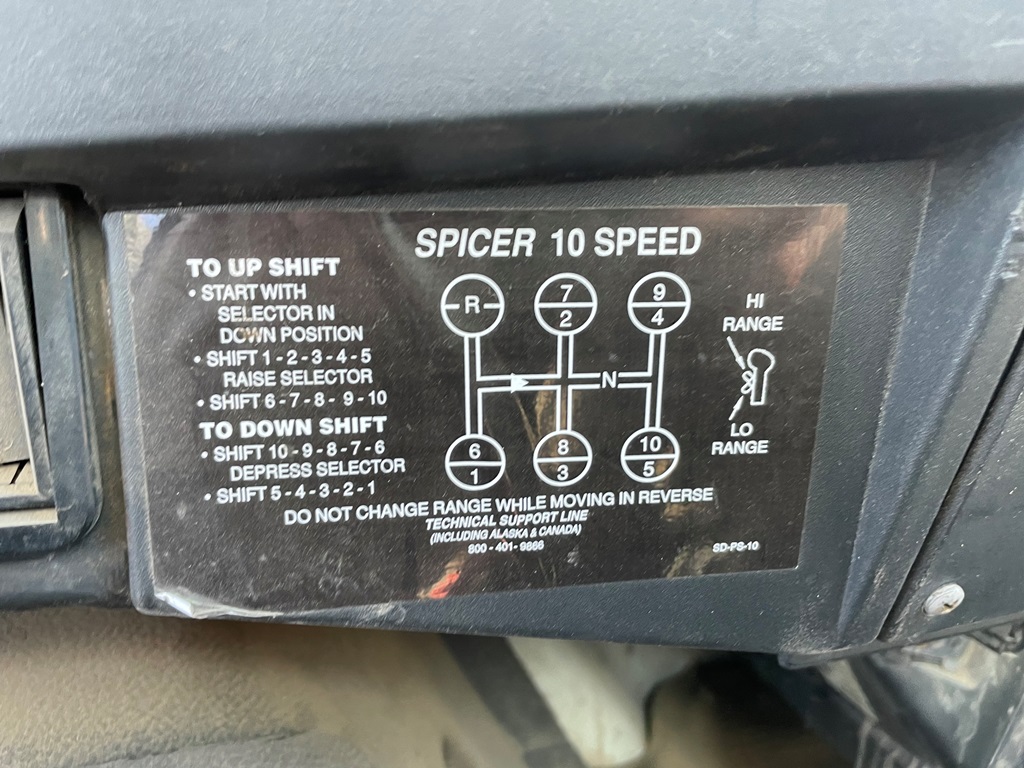 SPICER 10 SPEED
TO UP SHIFT
• START WITH
SELECTOR IN
DOWN POSITION
• SHIFT 1 - 2 - 3 - 4 - 5
RAISE SELECTOR
• SHIFT 6 - 7 - 8 - 9 - 10
TO DOWN SHIFT
• SHIFT 10 - 9 - 8 - 7 - 6
DEPRESS SELECTOR
• SHIFT 5 - 4 - 3 - 2 - 1
R
7
2
9
4
N
6
1
8
3
10
5
HI
RANGE
LO
RANGE
DO NOT CHANGE RANGE WHILE MOVING IN REVERSE
TECHNICAL SUPPORT LINE
(INCLUDING ALASKA & CANADA)
800 - 401 - 9866
SD-PS-10
7